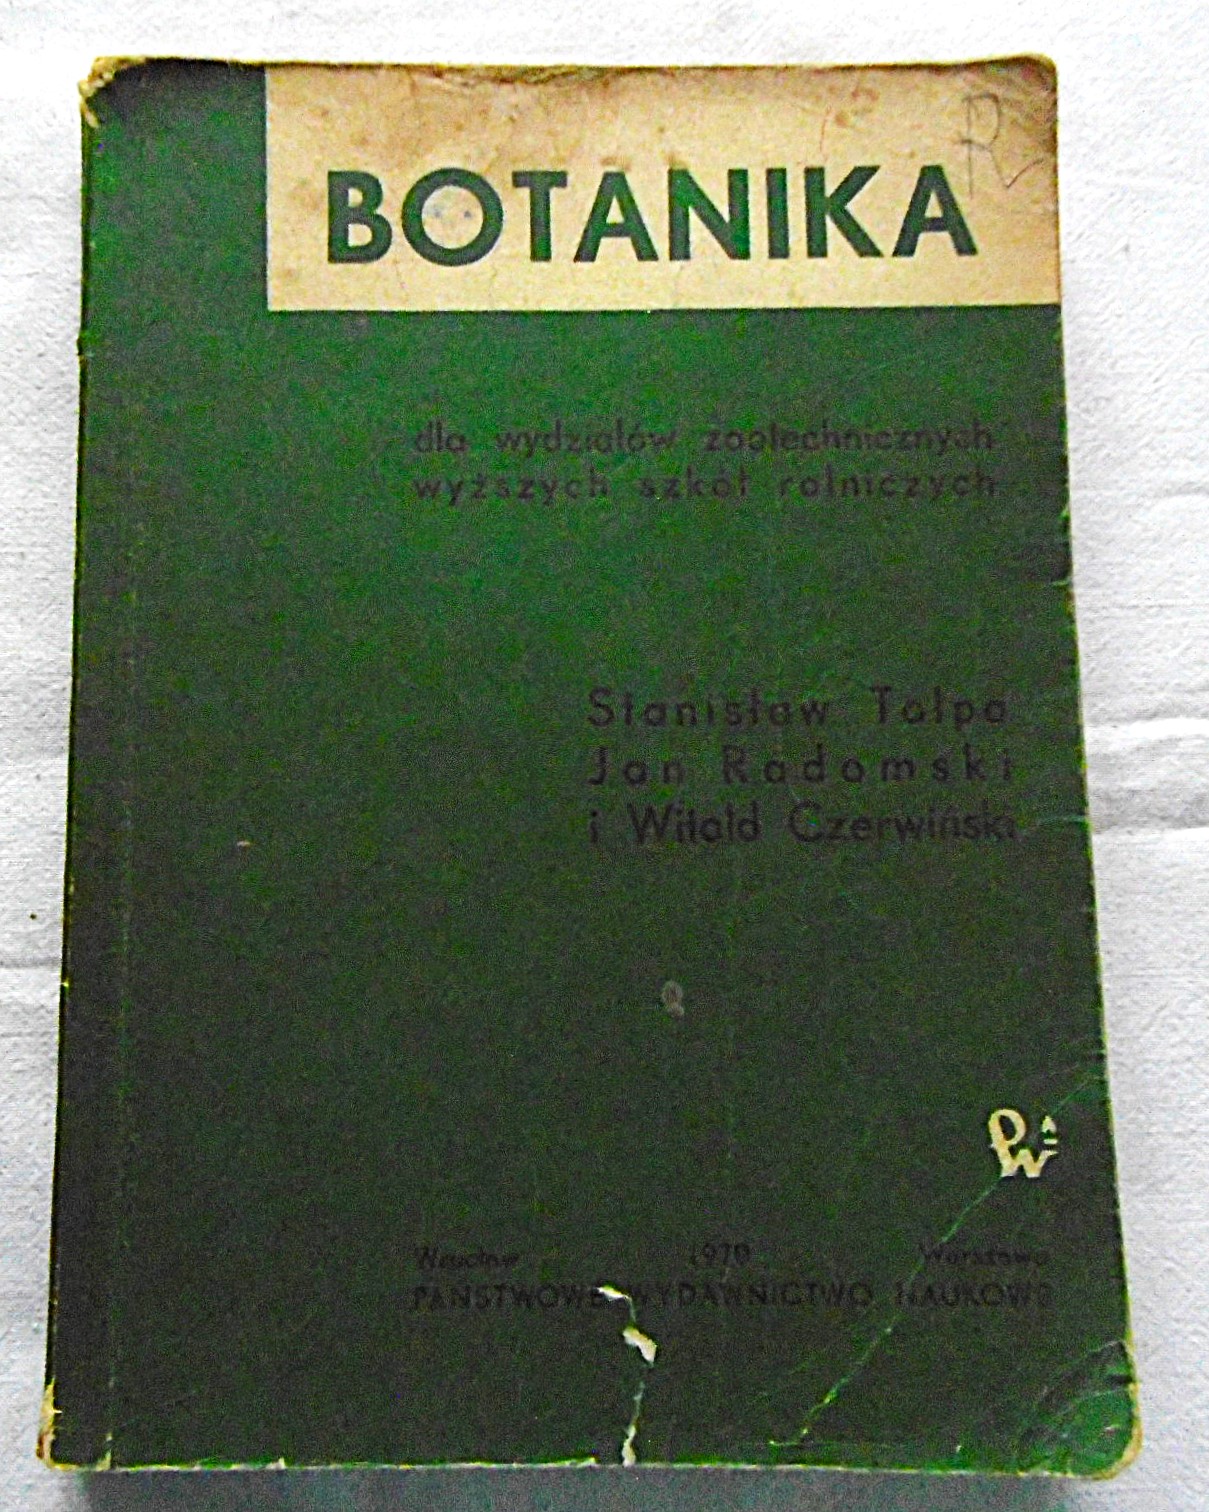 R
BOTANIKA
dla wydziałów zootechnicznych
wyższych szkół rolniczych
Stanisław Tołpa
Jan Radomski
i Witold Czerwiński
PWN
Wrocław 1970 Warszawa
PAŃSTWOWE WYDAWNICTWO NAUKOWE